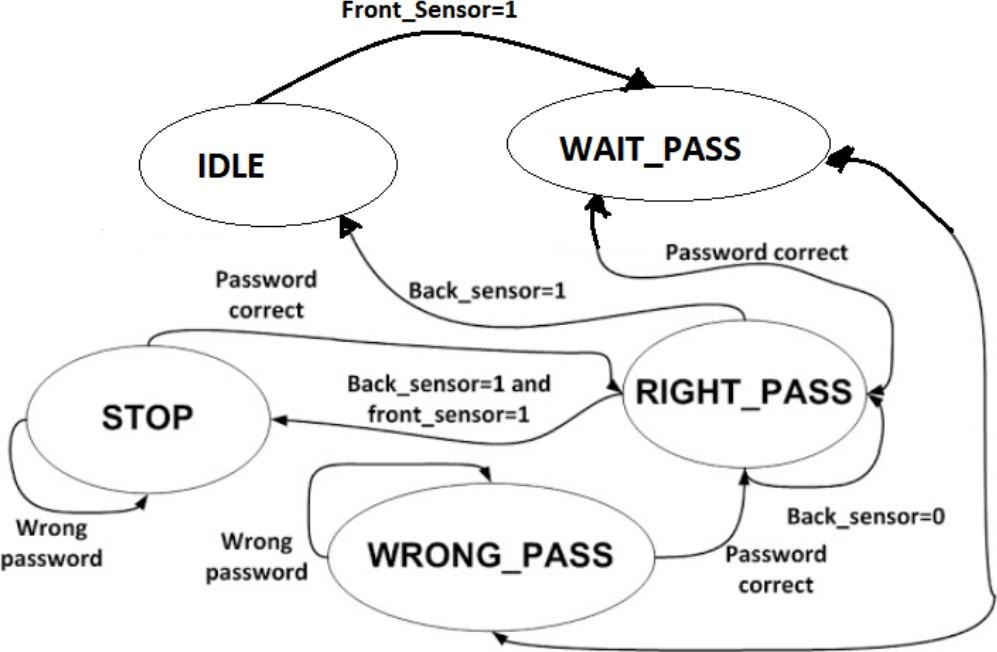 Front_Sensor=1
IDLE
WAIT_PASS
Password correct
Password
correct
Back_sensor=1
Back_sensor=1 and
front_sensor=1
RIGHT_PASS
STOP
Wrong
password
Wrong
password
WRONG_PASS
Back_sensor=0
Password
correct